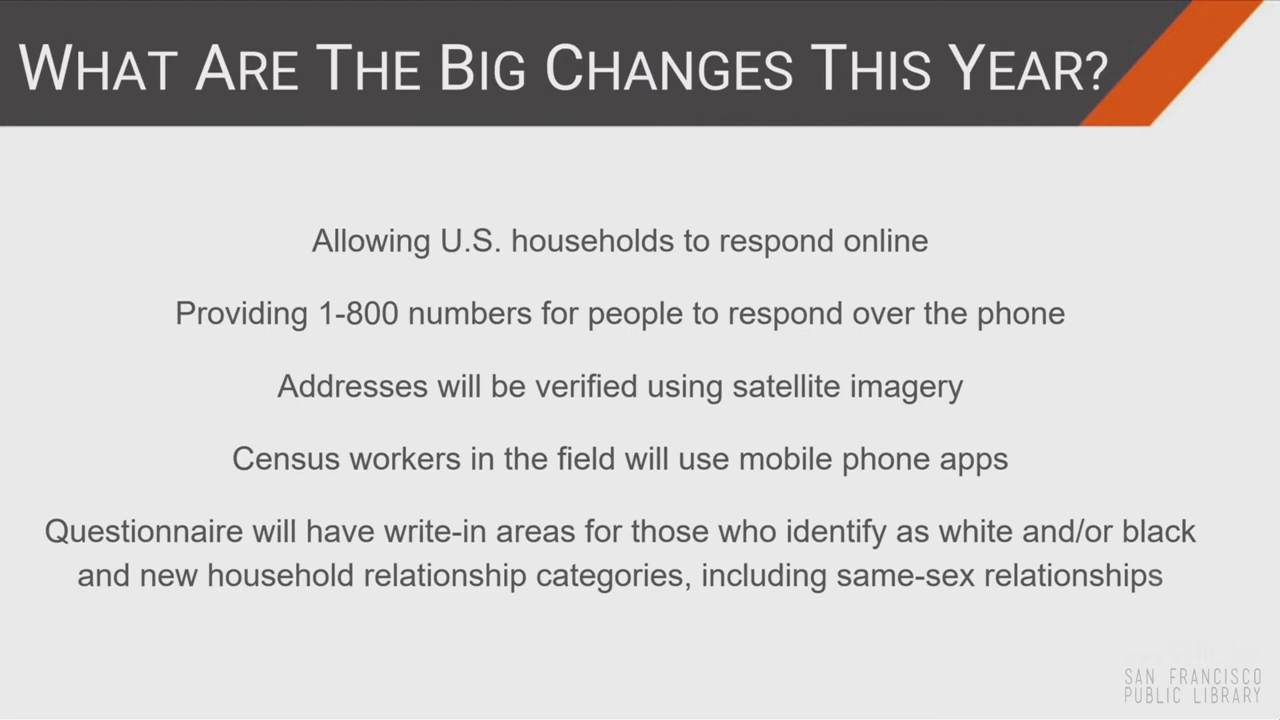 WHAT ARE THE BIG CHANGES THIS YEAR?
Allowing U.S. households to respond online
Providing 1-800 numbers for people to respond over the phone
Addresses will be verified using satellite imagery
Census workers in the field will use mobile phone apps
Questionnaire will have write-in areas for those who identify as white and/or black
and new household relationship categories, including same-sex relationships
SAN FRANCISCO
PUBLIC LIBRARY